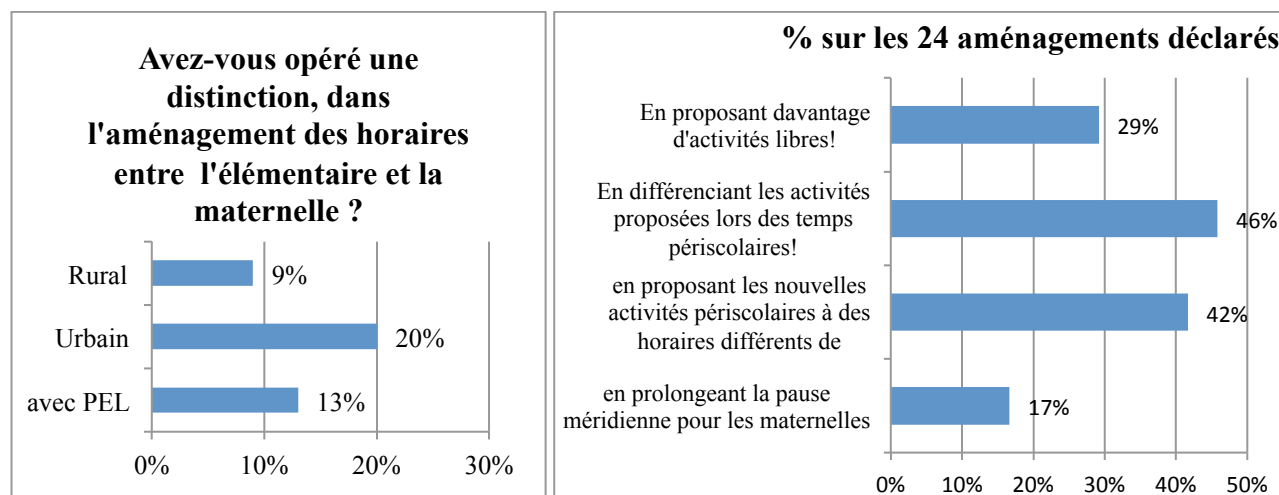 Avez-vous opéré une
distinction, dans
l'aménagement des horaires
entre l'élémentaire et la
maternelle ?
Rural
9%
Urbain
20%
avec PEL
13%
0% 10% 20% 30%
% sur les 24 aménagements déclarés
En proposant davantage
d'activités libres!
29%
En différenciant les activités
proposées lors des temps
périscolaires!
46%
en proposant les nouvelles
activités périscolaires à des
horaires différents de
42%
en prolongeant la pause
méridienne pour les maternelles
17%
0% 10% 20% 30% 40% 50%